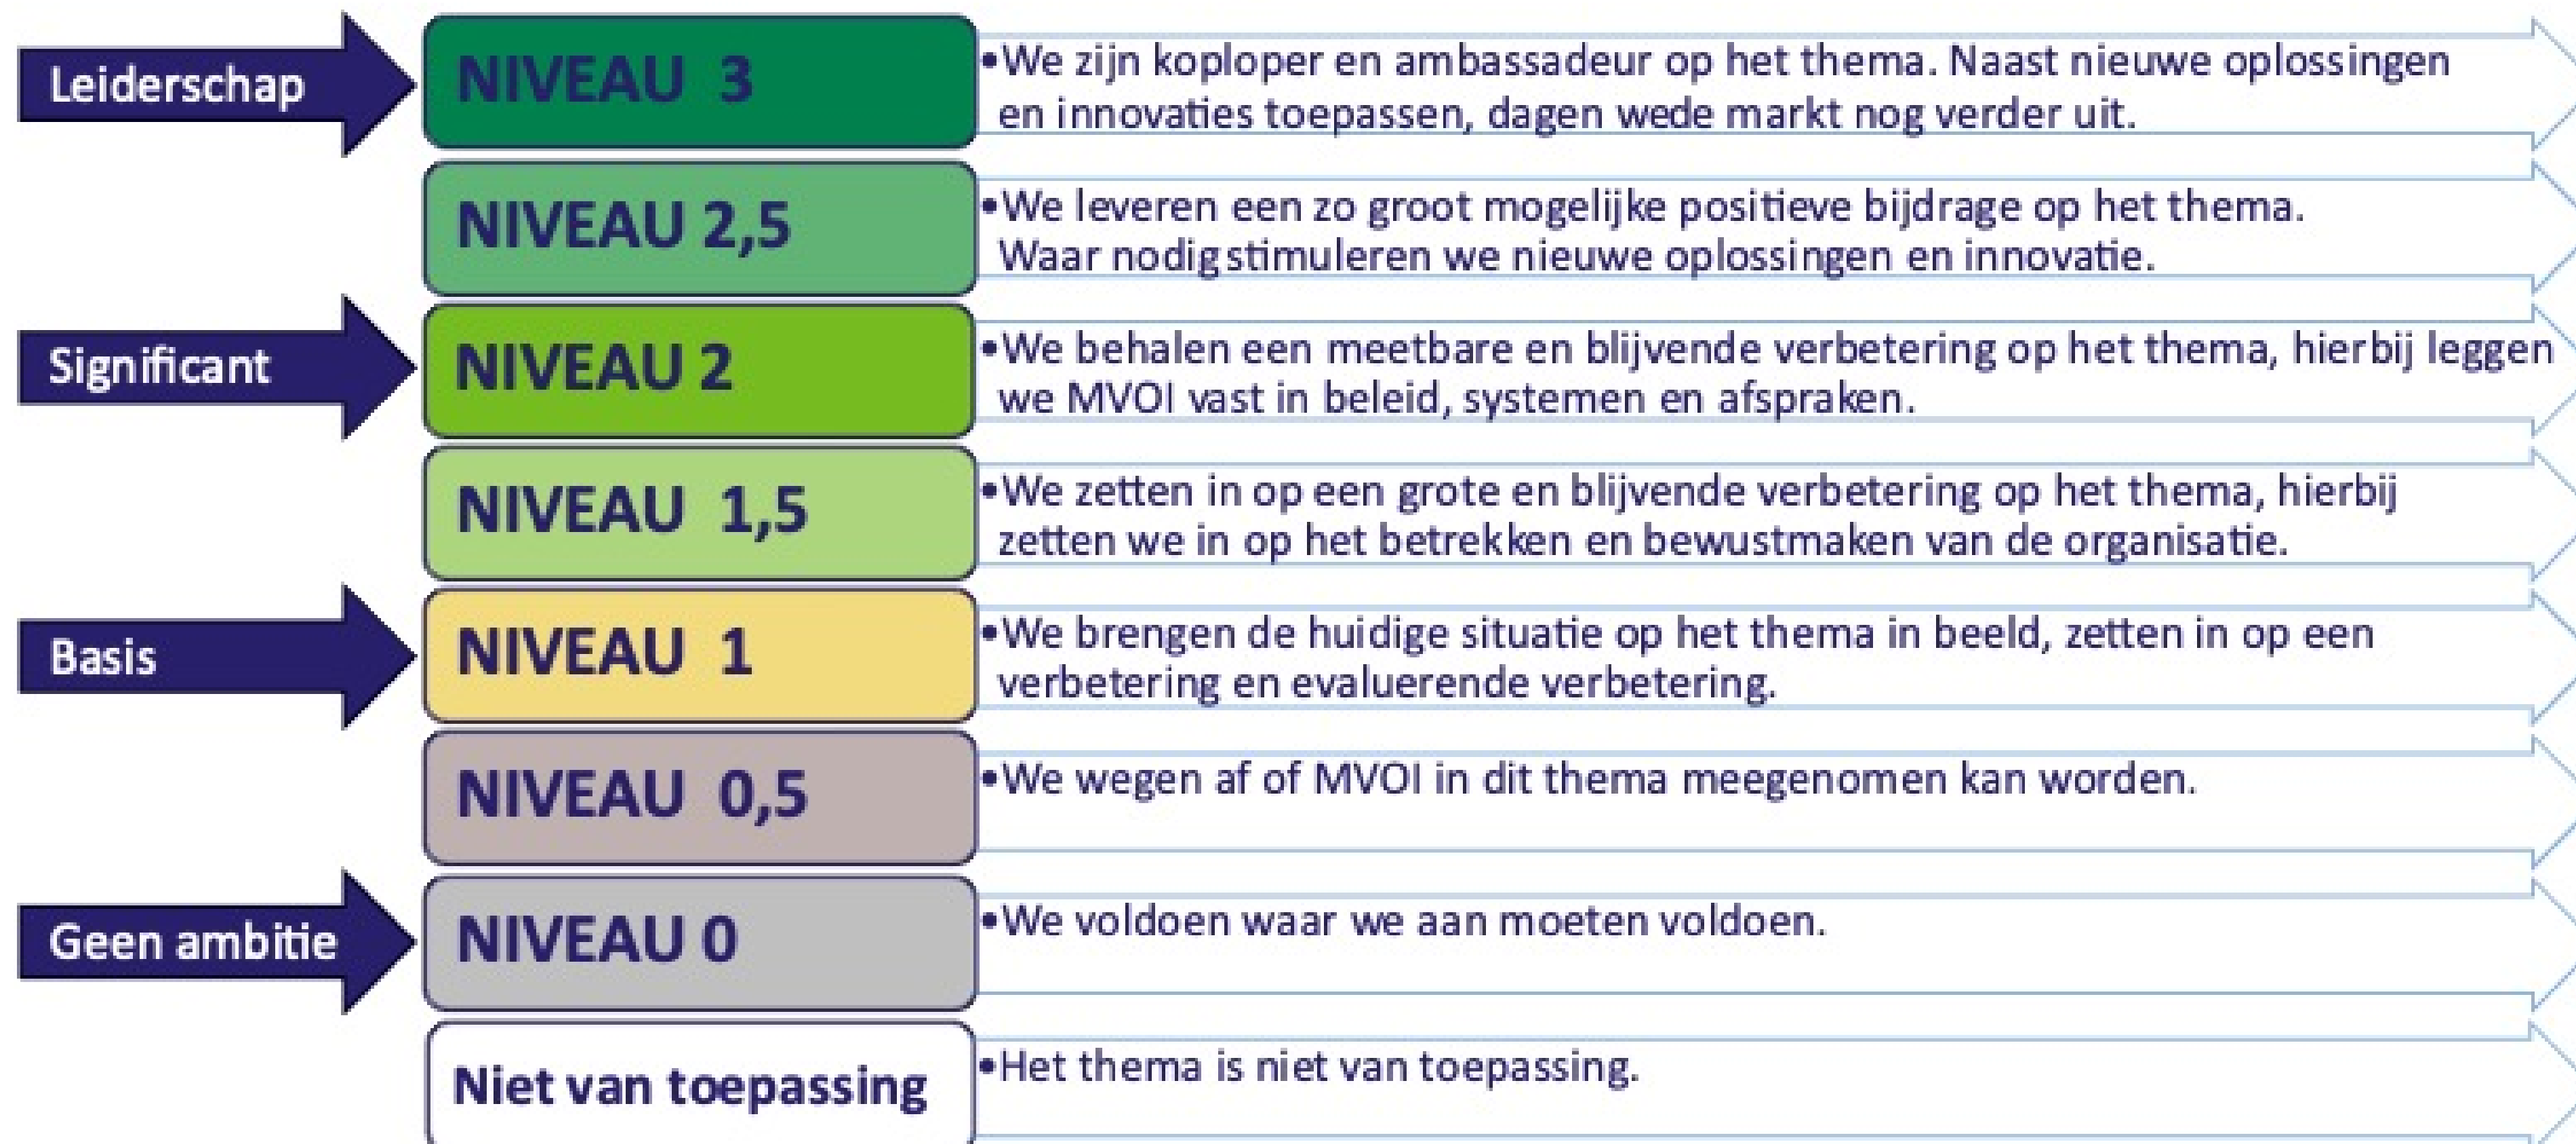 Leiderschap
NIVEAU 3
•We zijn koploper en ambassadeur op het thema. Naast nieuwe oplossingen
en innovaties toepassen, dagen wede markt nog verder uit.
NIVEAU 2,5
•We leveren een zo groot mogelijke positieve bijdrage op het thema.
Waar nodig stimuleren we nieuwe oplossingen en innovatie.
Significant
NIVEAU 2
•We behalen een meetbare en blijvende verbetering op het thema, hierbij leggen
we MVOI vast in beleid, systemen en afspraken.
NIVEAU 1,5
•We zetten in op een grote en blijvende verbetering op het thema, hierbij
zetten we in op het betrekken en bewustmaken van de organisatie.
Basis
NIVEAU 1
•We brengen de huidige situatie op het thema in beeld, zetten in op een
verbetering en evaluerende verbetering.
NIVEAU 0,5
•We wegen af of MVOI in dit thema meegenomen kan worden.
Geen ambitie
NIVEAU 0
•We voldoen waar we aan moeten voldoen.
Niet van toepassing
•Het thema is niet van toepassing.